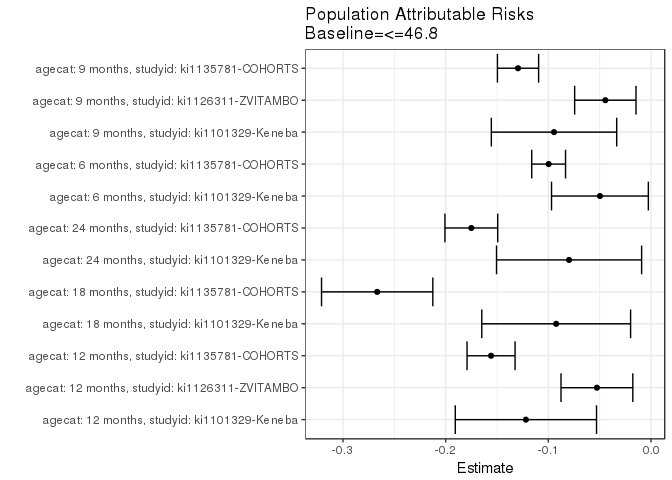 Population Attributable Risks
Baseline=<=46.8
agecat: 9 months, studyid: ki1135781-COHORTS
agecat: 9 months, studyid: ki1126311-ZVITAMBO
agecat: 9 months, studyid: ki1101329-Keneba
agecat: 6 months, studyid: ki1135781-COHORTS
agecat: 6 months, studyid: ki1101329-Keneba
agecat: 24 months, studyid: ki1135781-COHORTS
agecat: 24 months, studyid: ki1101329-Keneba
agecat: 18 months, studyid: ki1135781-COHORTS
agecat: 18 months, studyid: ki1101329-Keneba
agecat: 12 months, studyid: ki1135781-COHORTS
agecat: 12 months, studyid: ki1126311-ZVITAMBO
agecat: 12 months, studyid: ki1101329-Keneba
-0.3 -0.2 -0.1 0.0
Estimate